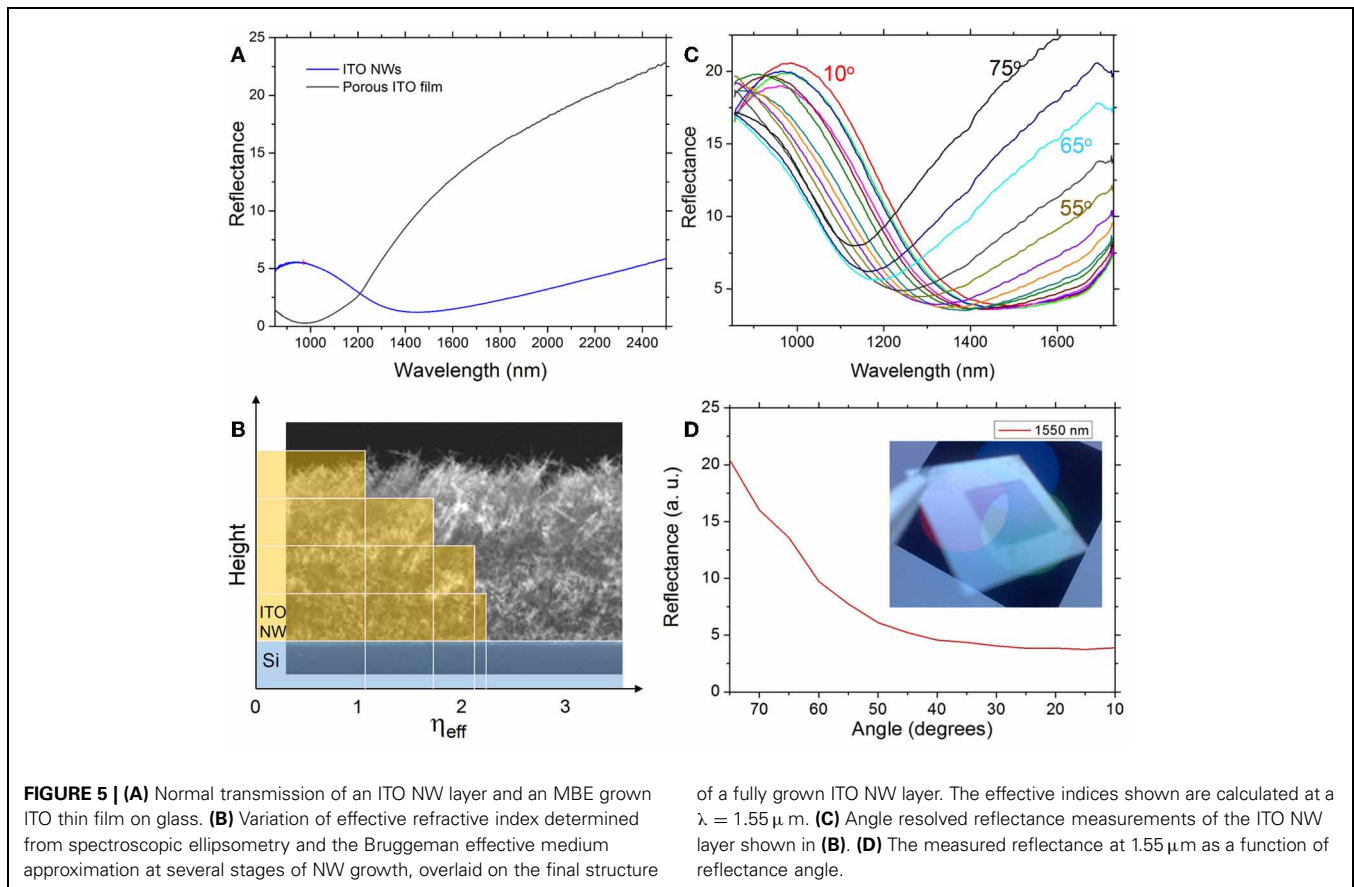 A
25
20
15
10
5
0
Reflectance
ITO NWs
Porous ITO film
1000 1200 1400 1600 1800 2000 2200 2400
Wavelength (nm)
C
20
15
10
5
Reflectance
10º
75º
65º
55º
1000 1200 1400 1600
Wavelength (nm)
B
Height
ITO
NW
Si
0 1 2 3
ηeff
D
25
20
15
10
5
0
Reflectance (a. u.)
1550 nm
70 60 50 40 30 20 10
Angle (degrees)
FIGURE 5 | (A) Normal transmission of an ITO NW layer and an MBE grown
ITO thin film on glass. (B) Variation of effective refractive index determined
from spectroscopic ellipsometry and the Bruggeman effective medium
approximation at several stages of NW growth, overlaid on the final structure
of a fully grown ITO NW layer. The effective indices shown are calculated at a
λ = 1.55 μ m. (C) Angle resolved reflectance measurements of the ITO NW
layer shown in (B). (D) The measured reflectance at 1.55 μm as a function of
reflectance angle.